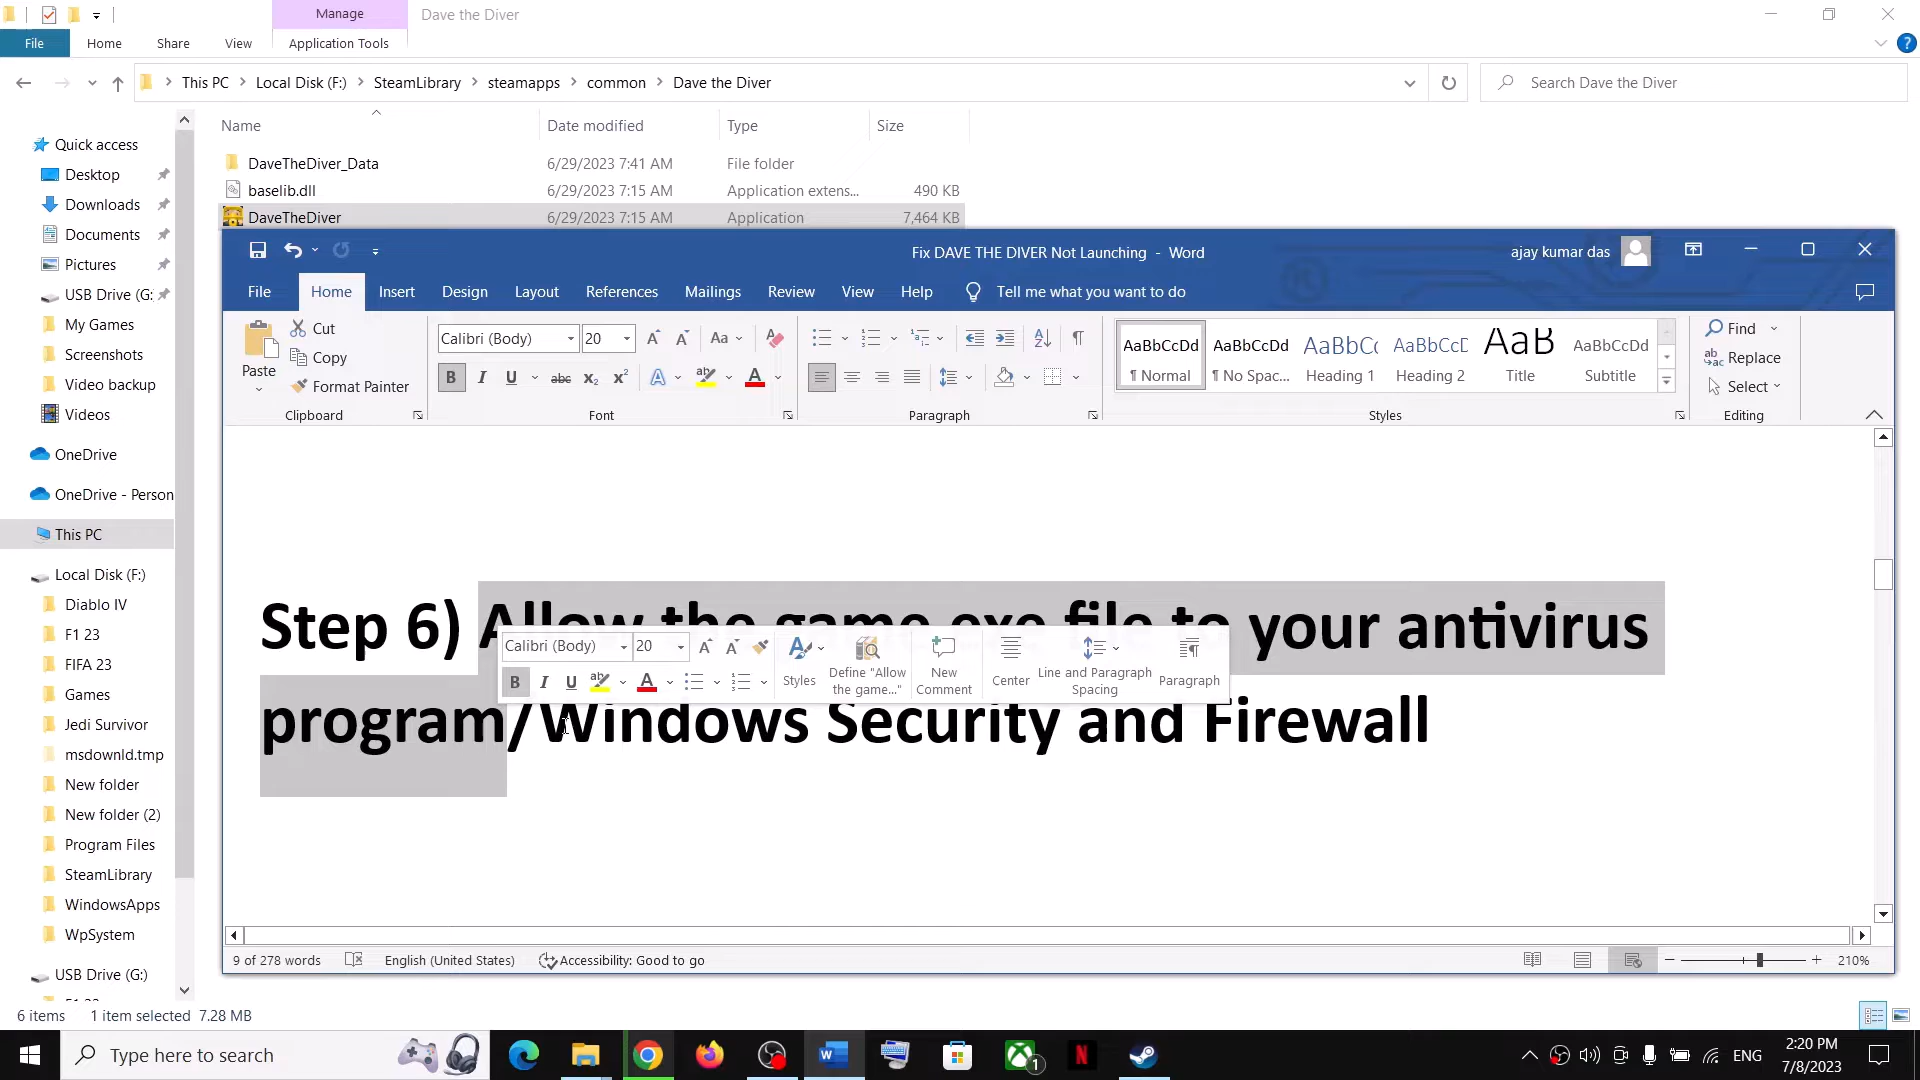 Manage
Dave the Diver
File
Home
Share
View
Application Tools
This PC
Local Disk (F:)
SteamLibrary
steamapps
common
Dave the Diver
Search Dave the Diver
Name
Date modified
Type
Size
DaveTheDiver_Data
6/29/2023 7:41 AM
File folder
baselib.dll
6/29/2023 7:15 AM
Application extens...
490 KB
DaveTheDiver
6/29/2023 7:15 AM
Application
7,464 KB
Quick access
Desktop
Downloads
Documents
Pictures
USB Drive (G:
My Games
Screenshots
Video backup
Videos
OneDrive
OneDrive - Person
This PC
Local Disk (F:)
Diablo IV
F1 23
FIFA 23
Games
Jedi Survivor
msdownld.tmp
New folder
New folder (2)
Program Files
SteamLibrary
WindowsApps
WpSystem
USB Drive (G:)
F1 23
6 items
1 item selected
7.28 MB
Fix DAVE THE DIVER Not Launching - Word
ajay kumar das
File
Home
Insert
Design
Layout
References
Mailings
Review
View
Help
Tell me what you want to do
Paste
Cut
Copy
Format Painter
Clipboard
Calibri (Body)
20
Font
Paragraph
AaBbCcDd
¶ Normal
AaBbCcDd
¶ No Spac...
AaBbCc
Heading 1
AaBbCcD
Heading 2
AaB
Title
AaBbCcDd
Subtitle
Styles
Find
Replace
Select
Editing
Step 6) Allow the game exe file to your antivirus
program/Windows Security and Firewall
Calibri (Body)
20
Styles
Define "Allow
the game..."
New
Comment
Center
Line and Paragraph
Spacing
Paragraph
9 of 278 words
English (United States)
Accessibility: Good to go
210%
Type here to search
1
ENG
2:20 PM
7/8/2023